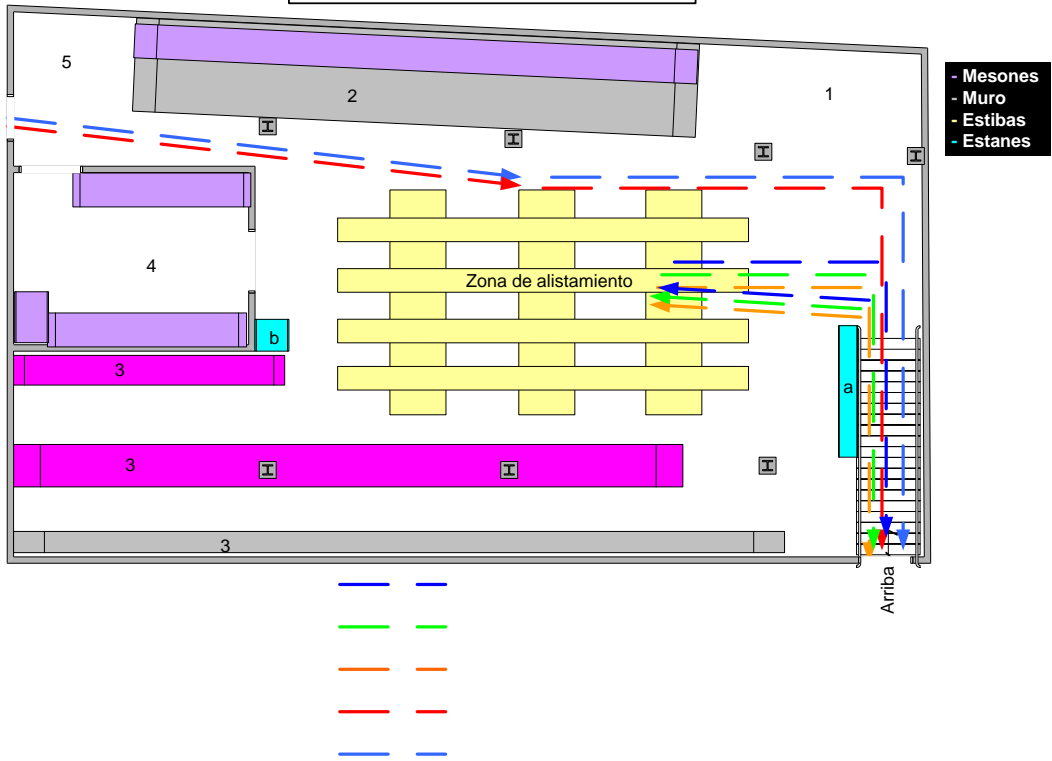 5
2
1
- Mesones
- Muro
- Estibas
- Estanes
4
Zona de alistamiento
b
3
a
3
3
Arriba